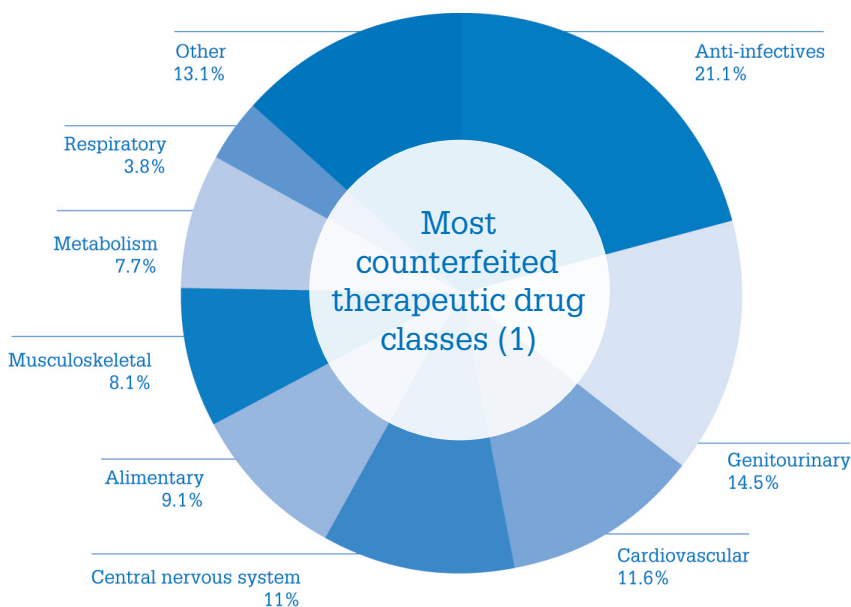 Most
counterfeited
therapeutic drug
classes (1)
Anti-infectives
21.1%
Genitourinary
14.5%
Cardiovascular
11.6%
Central nervous system
11%
Alimentary
9.1%
Musculoskeletal
8.1%
Metabolism
7.7%
Respiratory
3.8%
Other
13.1%